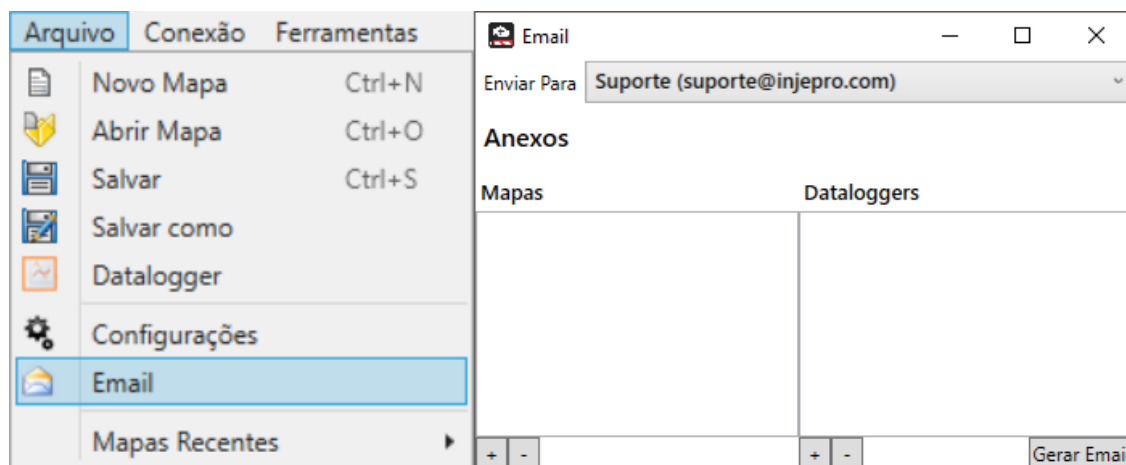 Arquivo Conexão Ferramentas
Novo Mapa Ctrl+N
Abrir Mapa Ctrl+O
Salvar Ctrl+S
Salvar como
Datalogger
Configurações
Email
Mapas Recentes
Email
Enviar Para Suporte (suporte@injepro.com)
Anexos
Mapas Dataloggers
+ - + - Gerar Emai